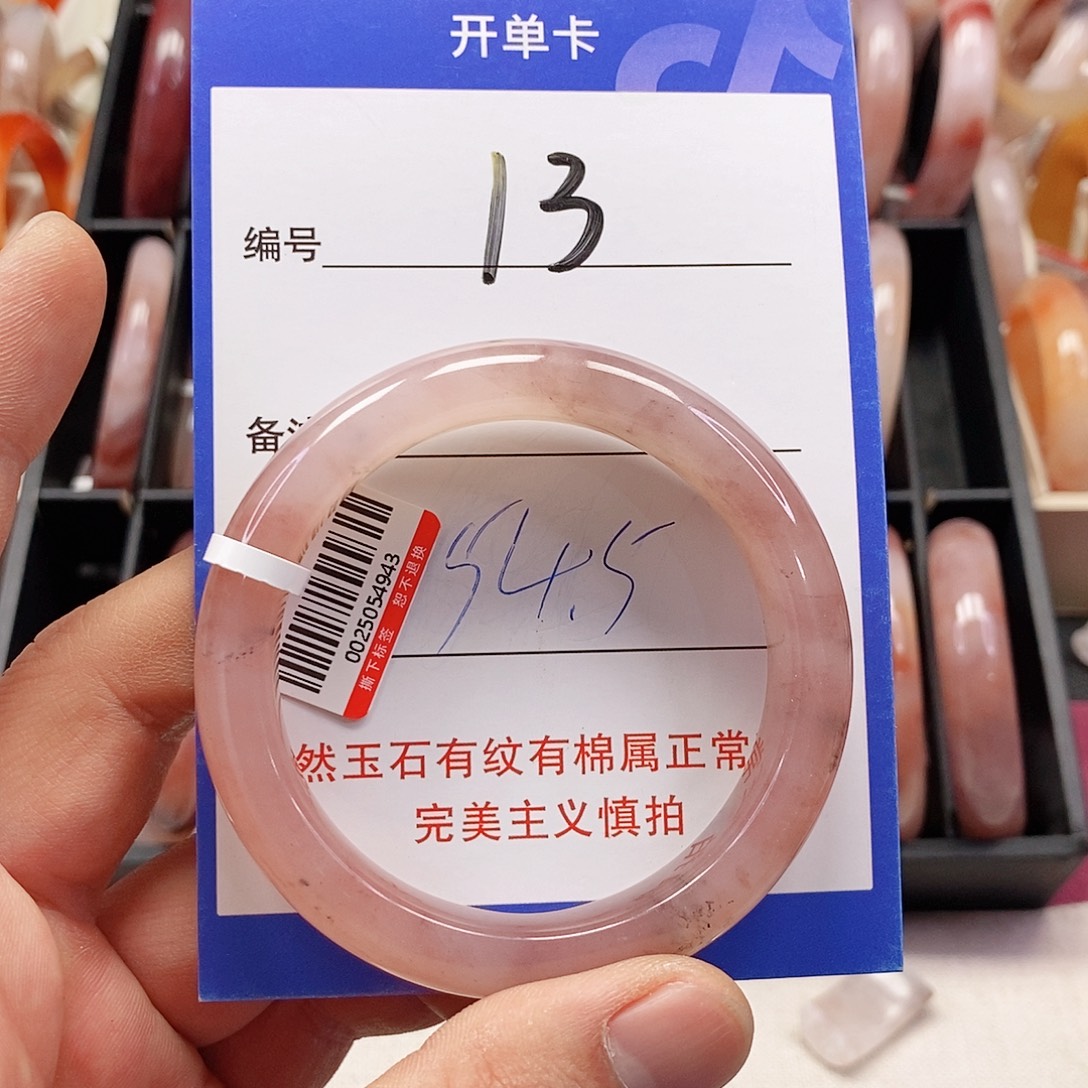 开单卡
编号 13
备
54.5
0025054943
撕下标签 恕不退换
然玉石有纹有棉属正常
完美主义慎拍